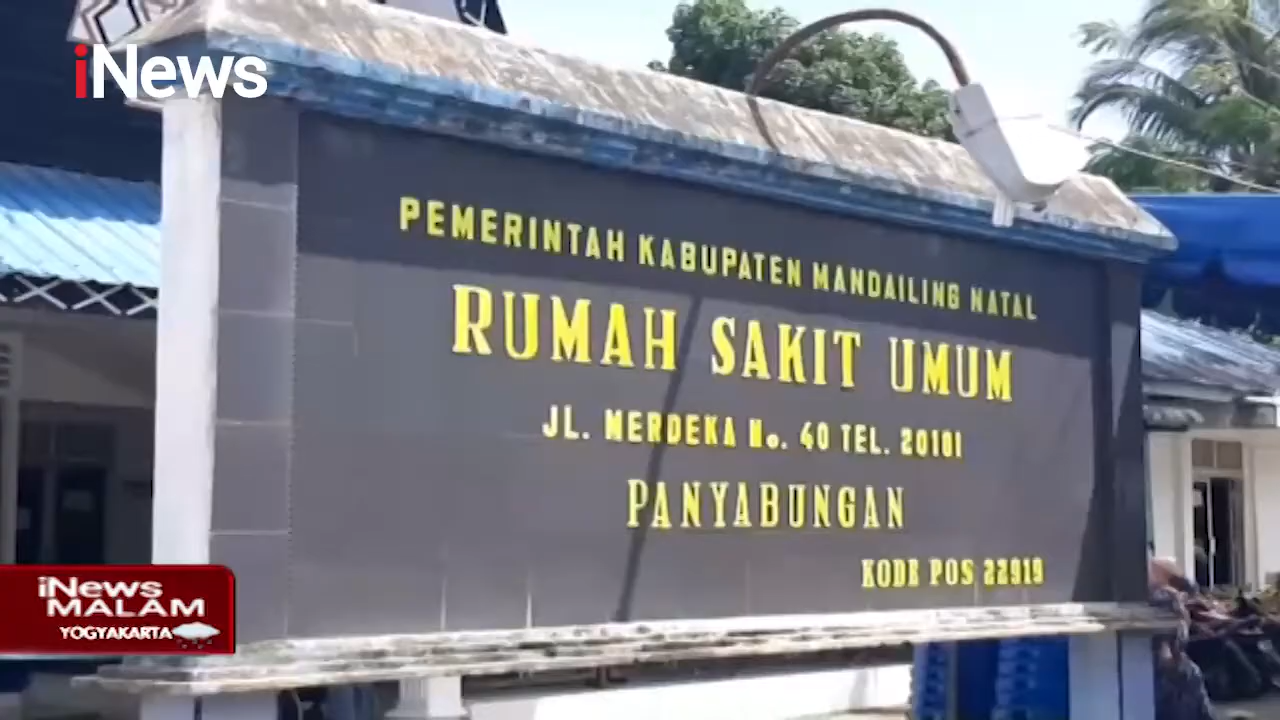 iNews
PEMERINTAH KABUPATEN MANDAILING NATAL
RUMAH SAKIT UMUM
JL. MERDEKA No. 40 TEL. 20101
PANYABUNGAN
KODE POS 22919
iNews
MALAM
YOGYAKARTA